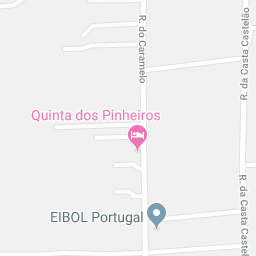 R. do Caramelo
R. da Casta Castelão
Quinta dos Pinheiros
EIBOL Portugal
R. da Casta Castel